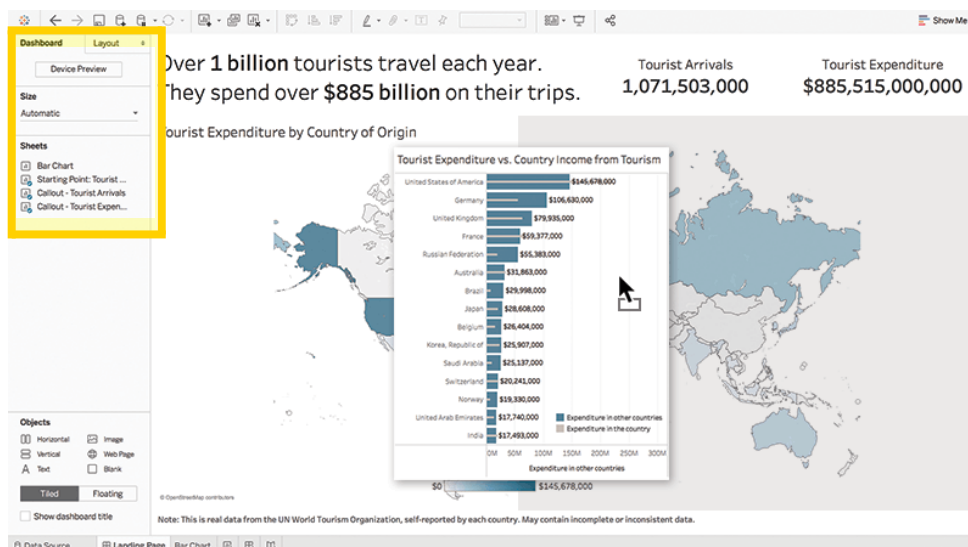 Show Me
Dashboard
Layout
Device Preview
Size
Automatic
Sheets
Bar Chart
Starting Point: Tourist ...
Callout - Tourist Arrivals
Callout - Tourist Expen...
Over 1 billion tourists travel each year.
They spend over $885 billion on their trips.
Tourist Arrivals
1,071,503,000
Tourist Expenditure
$885,515,000,000
Tourist Expenditure by Country of Origin
Tourist Expenditure vs. Country Income from Tourism
United States of America $145,678,000
Germany $106,630,000
United Kingdom $79,935,000
France $59,377,000
Russian Federation $55,383,000
Australia $31,863,000
Brazil $29,998,000
Japan $28,608,000
Belgium $26,404,000
Korea, Republic of $25,907,000
Saudi Arabia $25,137,000
Switzerland $20,241,000
Norway $19,330,000
United Arab Emirates $17,740,000
India $17,493,000
Expenditure in other countries
Expenditure in the country
0M 50M 100M 150M 200M 250M 300M
Expenditure in other countries
$0 $145,678,000
Objects
Horizontal
Image
Vertical
Web Page
A Text
Blank
Tiled
Floating
Show dashboard title
© OpenStreetMap contributors
Note: This is real data from the UN World Tourism Organization, self-reported by each country. May contain incomplete or inconsistent data.
Data Source
Landing Page
Bar Chart